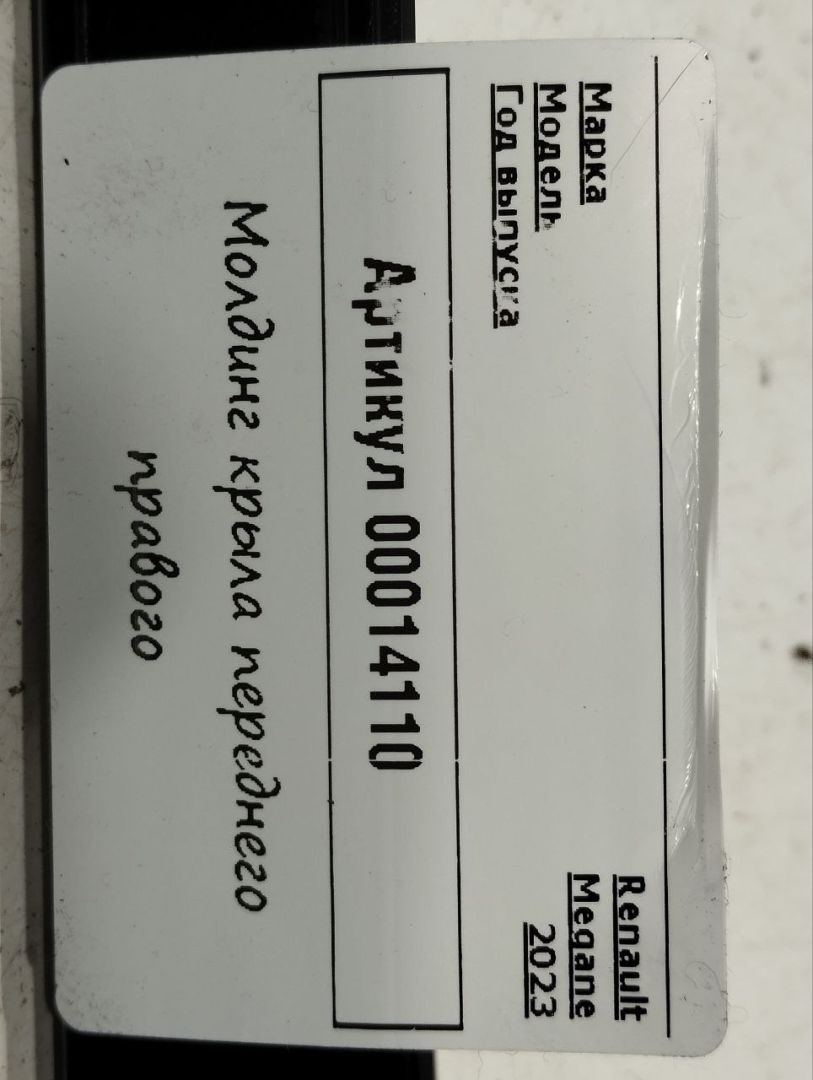 Марка Renault
Модель Megane
Год выпуска 2023
Артикул 00014110
Молдинг крыла переднего
правого